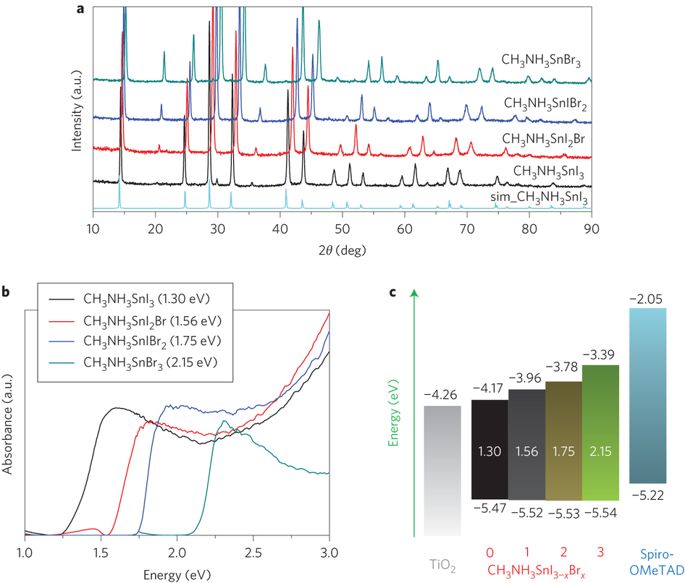 a
Intensity (a.u.)
CH3NH3SnBr3
CH3NH3SnIBr2
CH3NH3SnI2Br
CH3NH3SnI3
sim_CH3NH3SnI3
10 20 30 40 50 60 70 80 90
2θ (deg)
b
CH3NH3SnI3 (1.30 eV)
CH3NH3SnI2Br (1.56 eV)
CH3NH3SnIBr2 (1.75 eV)
CH3NH3SnBr3 (2.15 eV)
Absorbance (a.u.)
1.0 1.5 2.0 2.5 3.0
Energy (eV)
c
Energy (eV)
−4.26
−4.17
−3.96
−3.78
−3.39
−2.05
1.30 1.56 1.75 2.15
−5.47
−5.52
−5.53
−5.54
−5.22
TiO2
0 1 2 3
CH3NH3SnI3−xBrx
Spiro-
OMeTAD